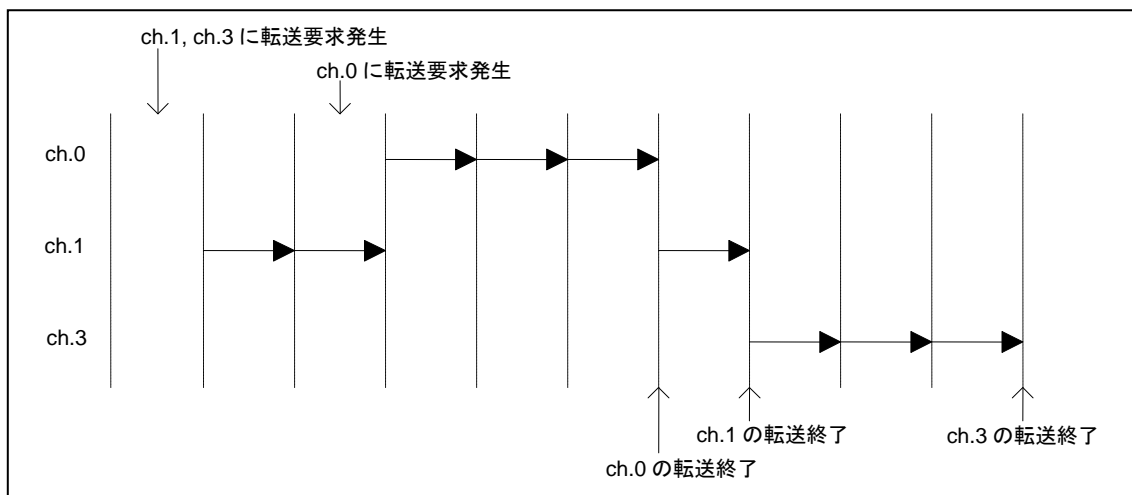 ch.1, ch.3 に転送要求発生
ch.0 に転送要求発生
ch.0
ch.1
ch.3
ch.1 の転送終了
ch.3 の転送終了
ch.0 の転送終了